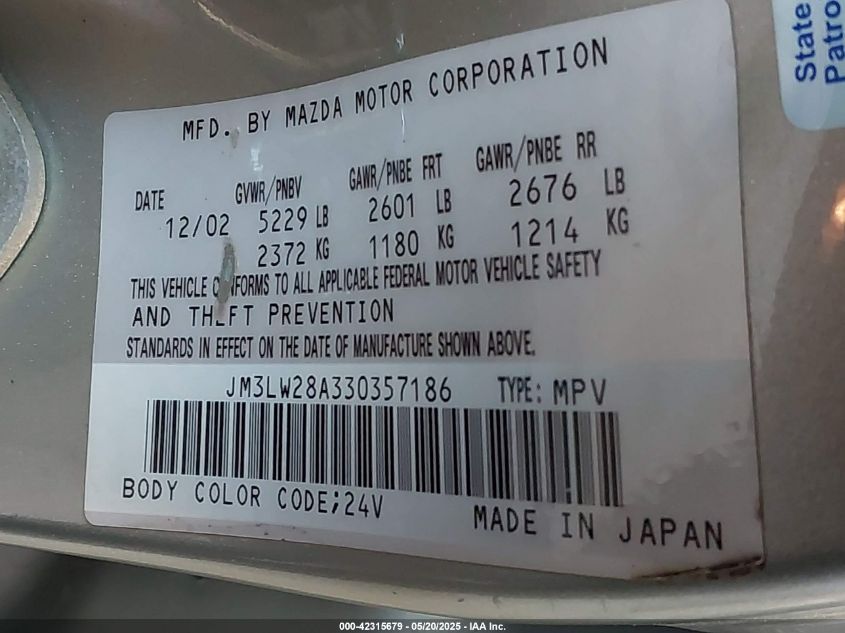 State
Patro
MFD. BY MAZDA MOTOR CORPORATION
DATE GVWR/PNBV GAWR/PNBE FRT GAWR/PNBE RR
12/02 5229 LB 2601 LB 2676 LB
2372 KG 1180 KG 1214 KG
THIS VEHICLE C NFORMS TO ALL APPLICABLE FEDERAL MOTOR VEHICLE SAFETY
AND THEFT PREVENTION
STANDARDS IN EFFECT ON THE DATE OF MANUFACTURE SHOWN ABOVE.
JM3LW28A330357186 TYPE: MPV
BODY COLOR CODE;24V
MADE IN JAPAN
000-42315679 - 05/20/2025 - IAA Inc.